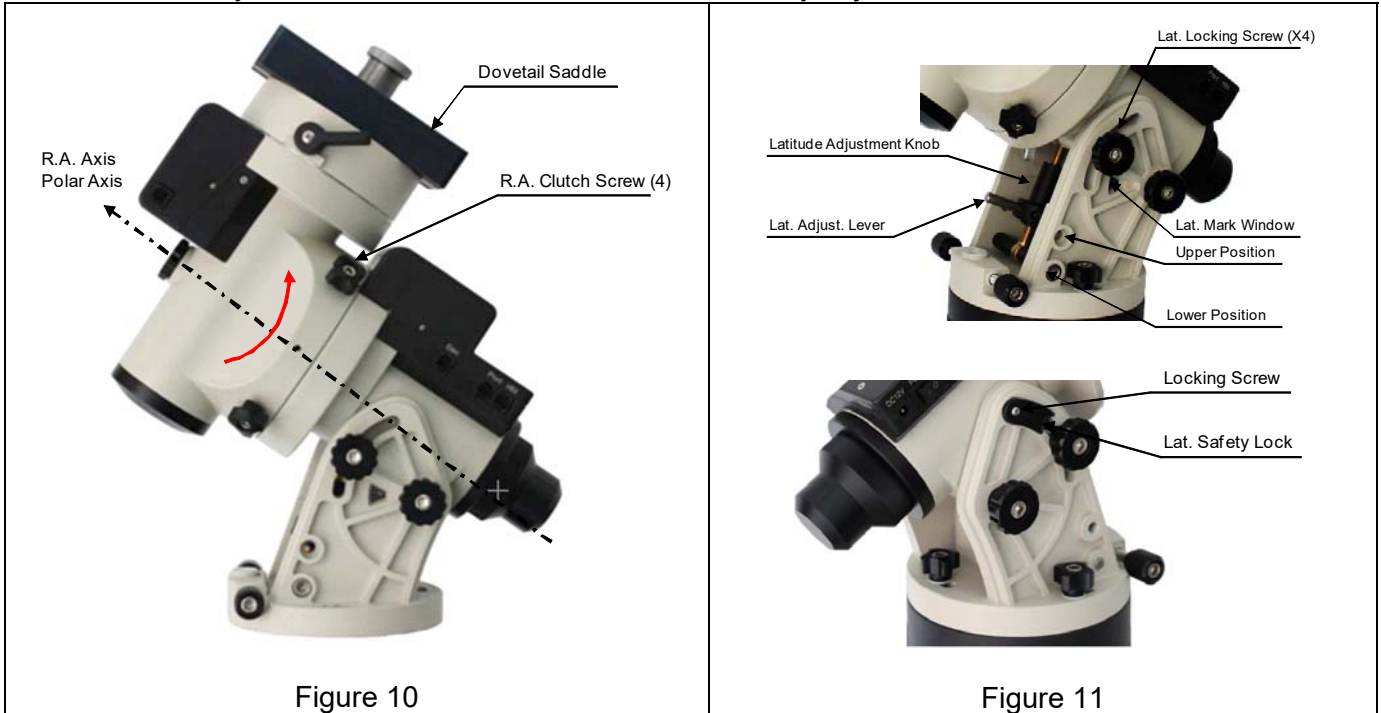 Dovetail Saddle
R.A. Axis
Polar Axis
R.A. Clutch Screw (4)
Figure 10
Lat. Locking Screw (X4)
Latitude Adjustment Knob
Lat. Adjust. Lever
Lat. Mark Window
Upper Position
Lower Position
Locking Screw
Lat. Safety Lock
DC12V
Figure 11